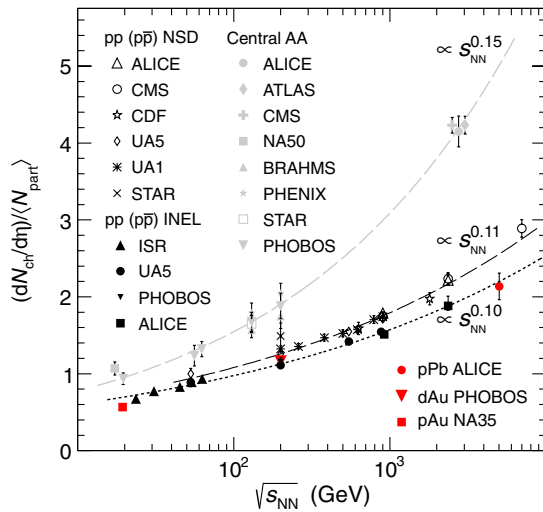 pp (pp̅) NSD
ALICE
CMS
CDF
UA5
UA1
STAR
pp (pp̅) INEL
ISR
UA5
PHOBOS
ALICE
Central AA
ALICE
ATLAS
CMS
NA50
BRAHMS
PHENIX
STAR
PHOBOS
∝ s_NN^0.15
∝ s_NN^0.11
∝ s_NN^0.10
pPb ALICE
dAu PHOBOS
pAu NA35
(dN_ch/dη)/⟨N_part⟩
5
4
3
2
1
0
10^2
10^3
√s_NN (GeV)